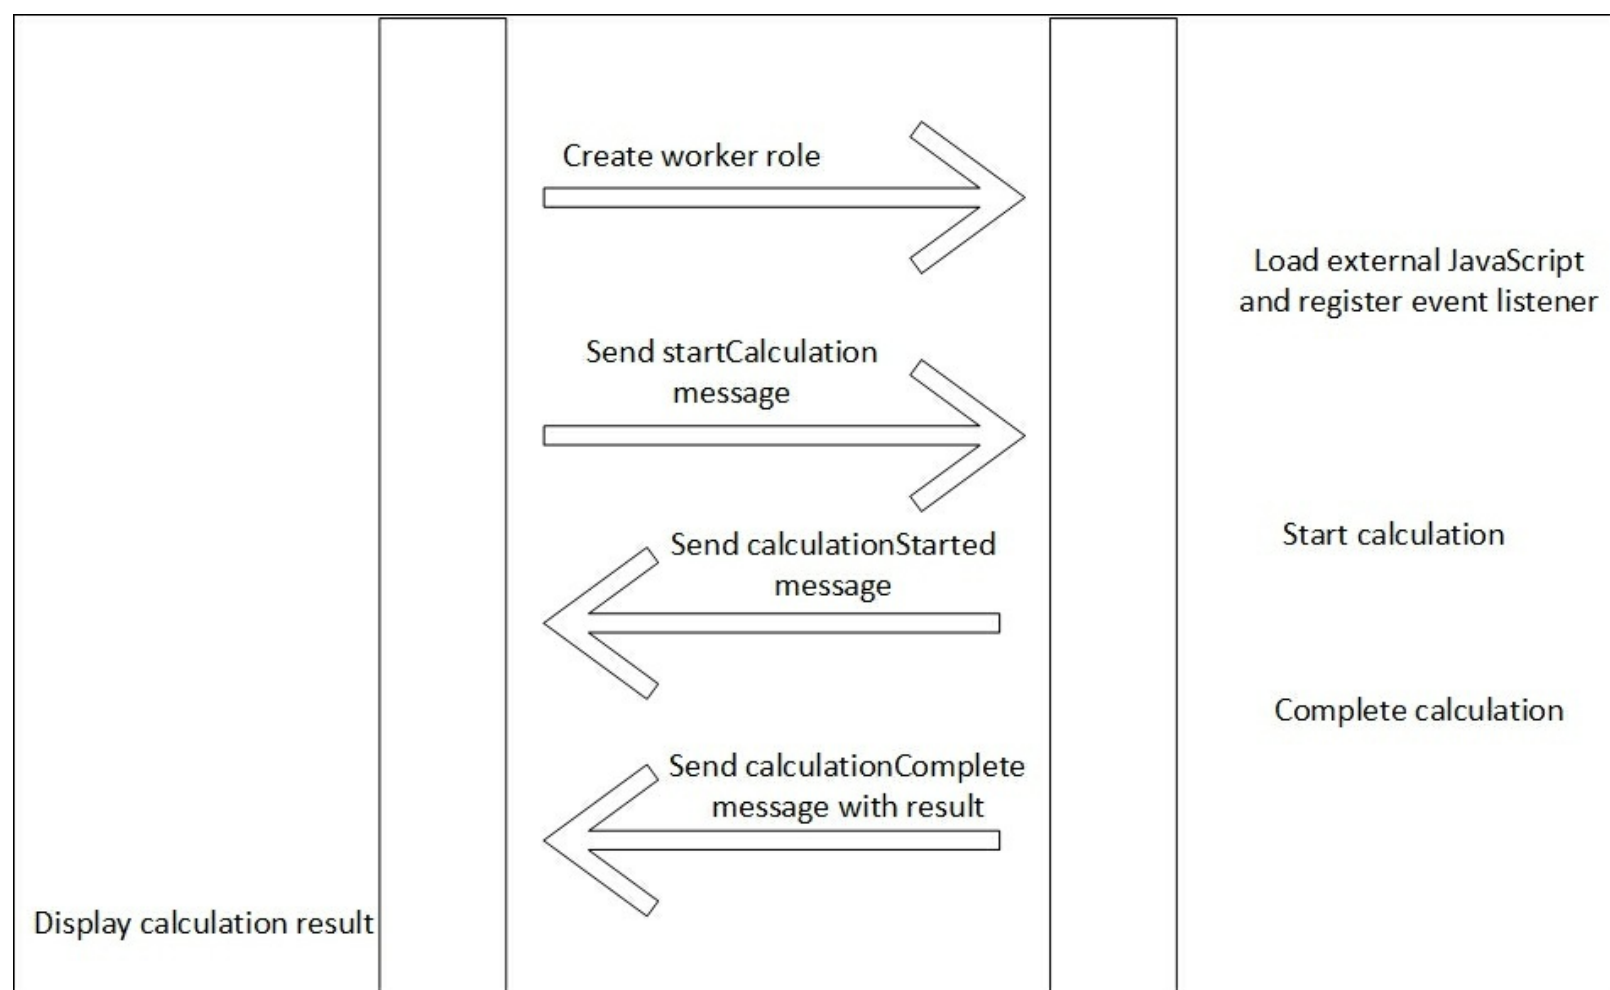 Create worker role
Load external JavaScript
and register event listener
Send startCalculation
message
Start calculation
Send calculationStarted
message
Complete calculation
Send calculationComplete
message with result
Display calculation result